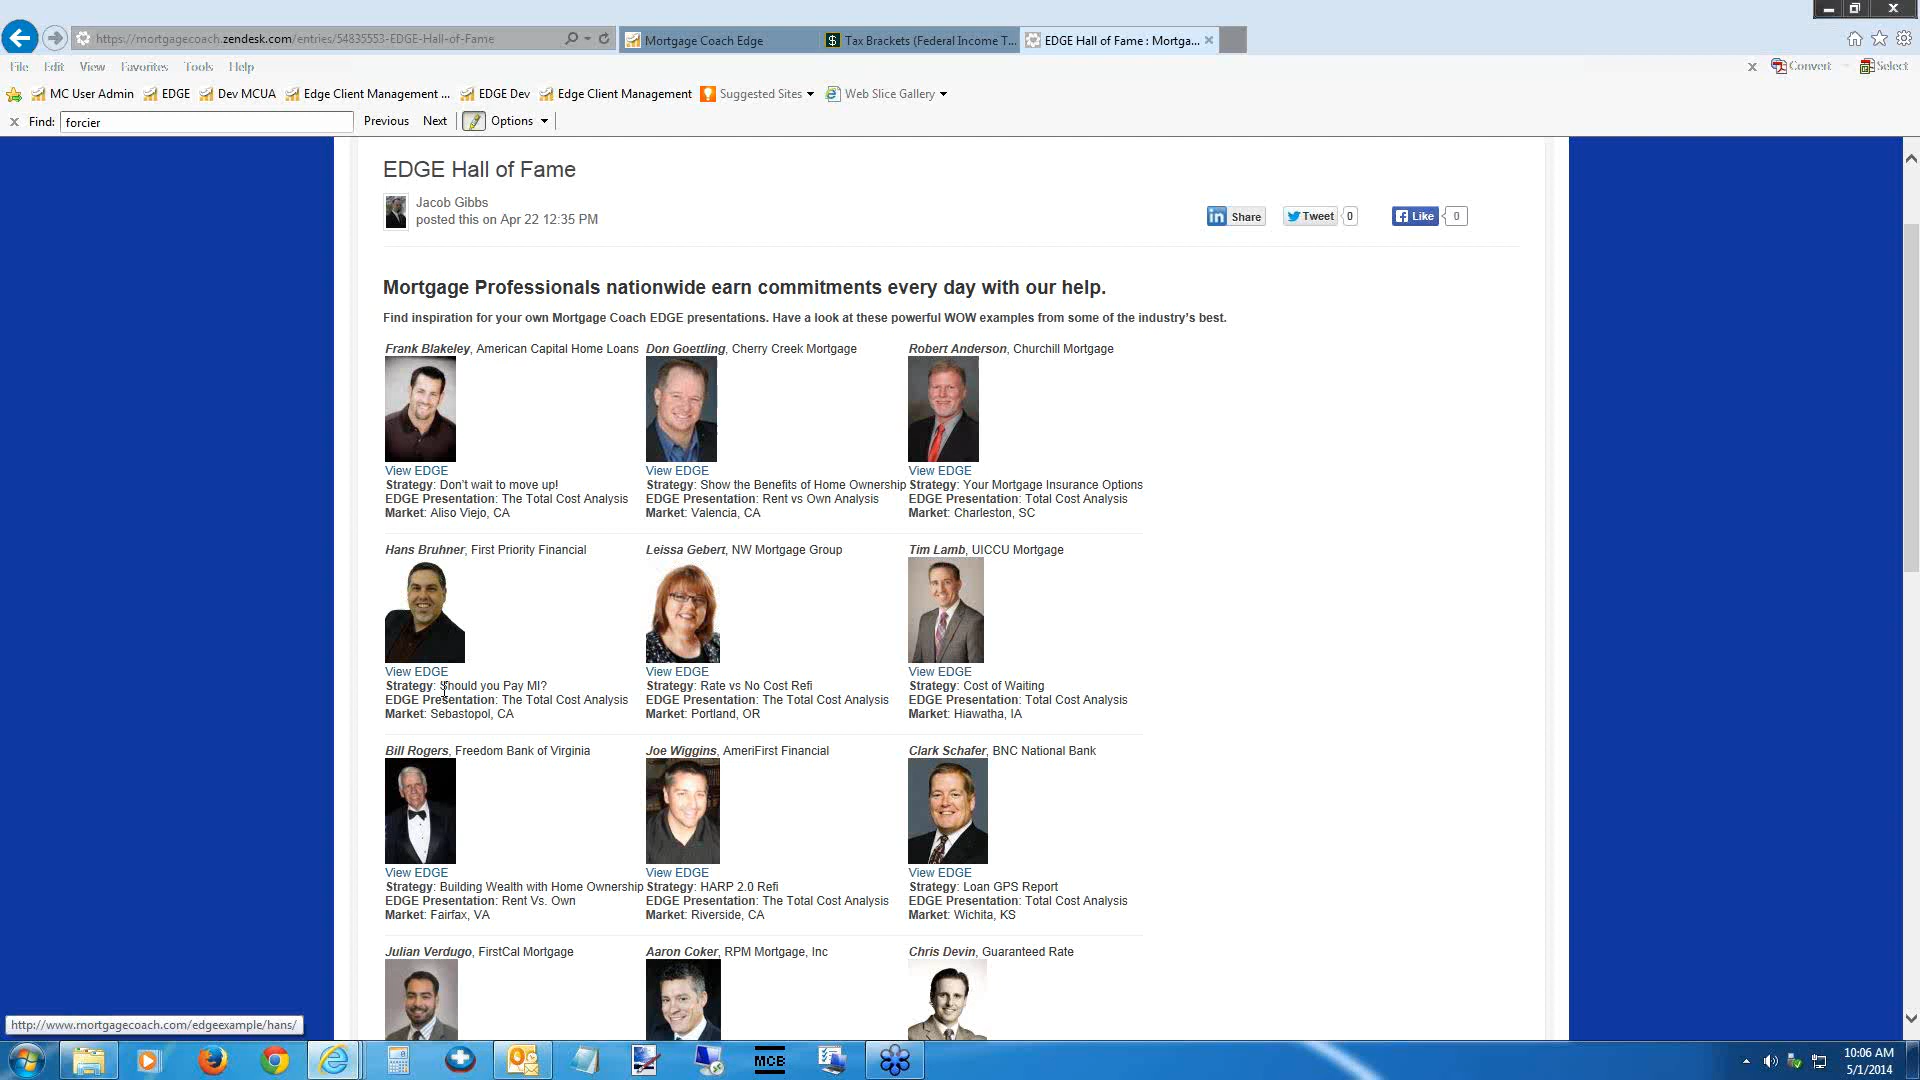 https://mortgagecoach.zendesk.com/entries/54835553-EDGE-Hall-of-Fame
Mortgage Coach Edge
$ Tax Brackets (Federal Income T...
EDGE Hall of Fame : Mortga...
File Edit View Favorites Tools Help
Convert Select
MC User Admin EDGE Dev MCUA Edge Client Management ... EDGE Dev Edge Client Management Suggested Sites Web Slice Gallery
Find: forcier Previous Next Options
EDGE Hall of Fame
Jacob Gibbs
posted this on Apr 22 12:35 PM
in Share Tweet 0 Like 0
Mortgage Professionals nationwide earn commitments every day with our help.
Find inspiration for your own Mortgage Coach EDGE presentations. Have a look at these powerful WOW examples from some of the industry's best.
Frank Blakeley, American Capital Home Loans
View EDGE
Strategy: Don't wait to move up!
EDGE Presentation: The Total Cost Analysis
Market: Aliso Viejo, CA
Don Goettling, Cherry Creek Mortgage
View EDGE
Strategy: Show the Benefits of Home Ownership
EDGE Presentation: Rent vs Own Analysis
Market: Valencia, CA
Robert Anderson, Churchill Mortgage
View EDGE
Strategy: Your Mortgage Insurance Options
EDGE Presentation: Total Cost Analysis
Market: Charleston, SC
Hans Bruhner, First Priority Financial
View EDGE
Strategy: Should you Pay MI?
EDGE Presentation: The Total Cost Analysis
Market: Sebastopol, CA
Leissa Gebert, NW Mortgage Group
View EDGE
Strategy: Rate vs No Cost Refi
EDGE Presentation: The Total Cost Analysis
Market: Portland, OR
Tim Lamb, UICCU Mortgage
View EDGE
Strategy: Cost of Waiting
EDGE Presentation: Total Cost Analysis
Market: Hiawatha, IA
Bill Rogers, Freedom Bank of Virginia
View EDGE
Strategy: Building Wealth with Home Ownership
EDGE Presentation: Rent Vs. Own
Market: Fairfax, VA
Joe Wiggins, AmeriFirst Financial
View EDGE
Strategy: HARP 2.0 Refi
EDGE Presentation: The Total Cost Analysis
Market: Riverside, CA
Clark Schafer, BNC National Bank
View EDGE
Strategy: Loan GPS Report
EDGE Presentation: Total Cost Analysis
Market: Wichita, KS
Julian Verdugo, FirstCal Mortgage
Aaron Coker, RPM Mortgage, Inc
Chris Devin, Guaranteed Rate
http://www.mortgagecoach.com/edgeexample/hans/
MCB
10:06 AM
5/1/2014